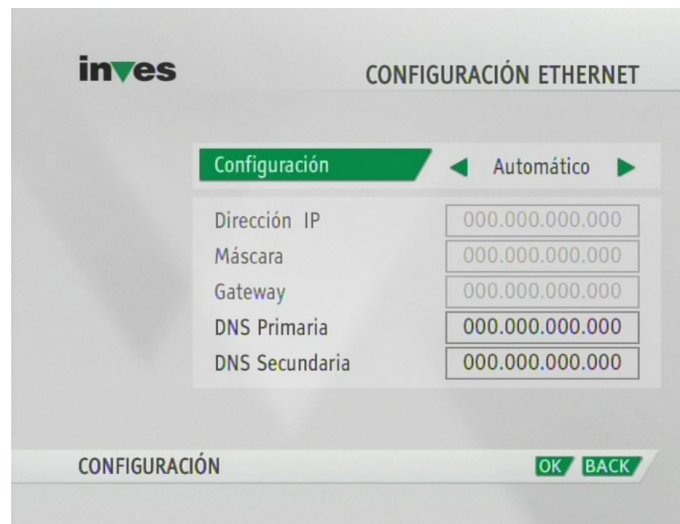 inves
CONFIGURACIÓN ETHERNET
Configuración
Automático
Dirección IP 000.000.000.000
Máscara 000.000.000.000
Gateway 000.000.000.000
DNS Primaria 000.000.000.000
DNS Secundaria 000.000.000.000
CONFIGURACIÓN
OK BACK